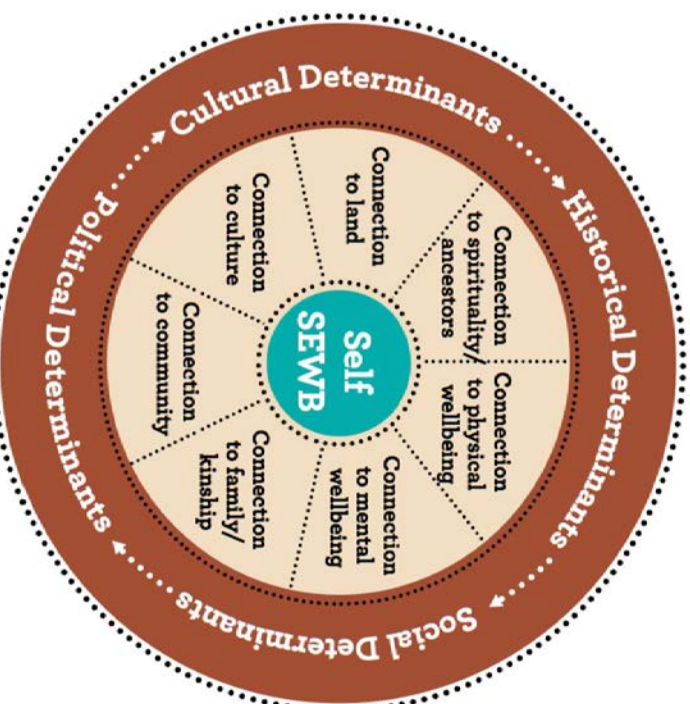 Cultural Determinants
Historical Determinants
Social Determinants
Political Determinants
Connection
to spirituality/
ancestors
Connection
to physical
wellbeing
Connection
to mental
wellbeing
Connection
to family/
kinship
Connection
to community
Connection
to culture
Connection
to land
Self
SEWB